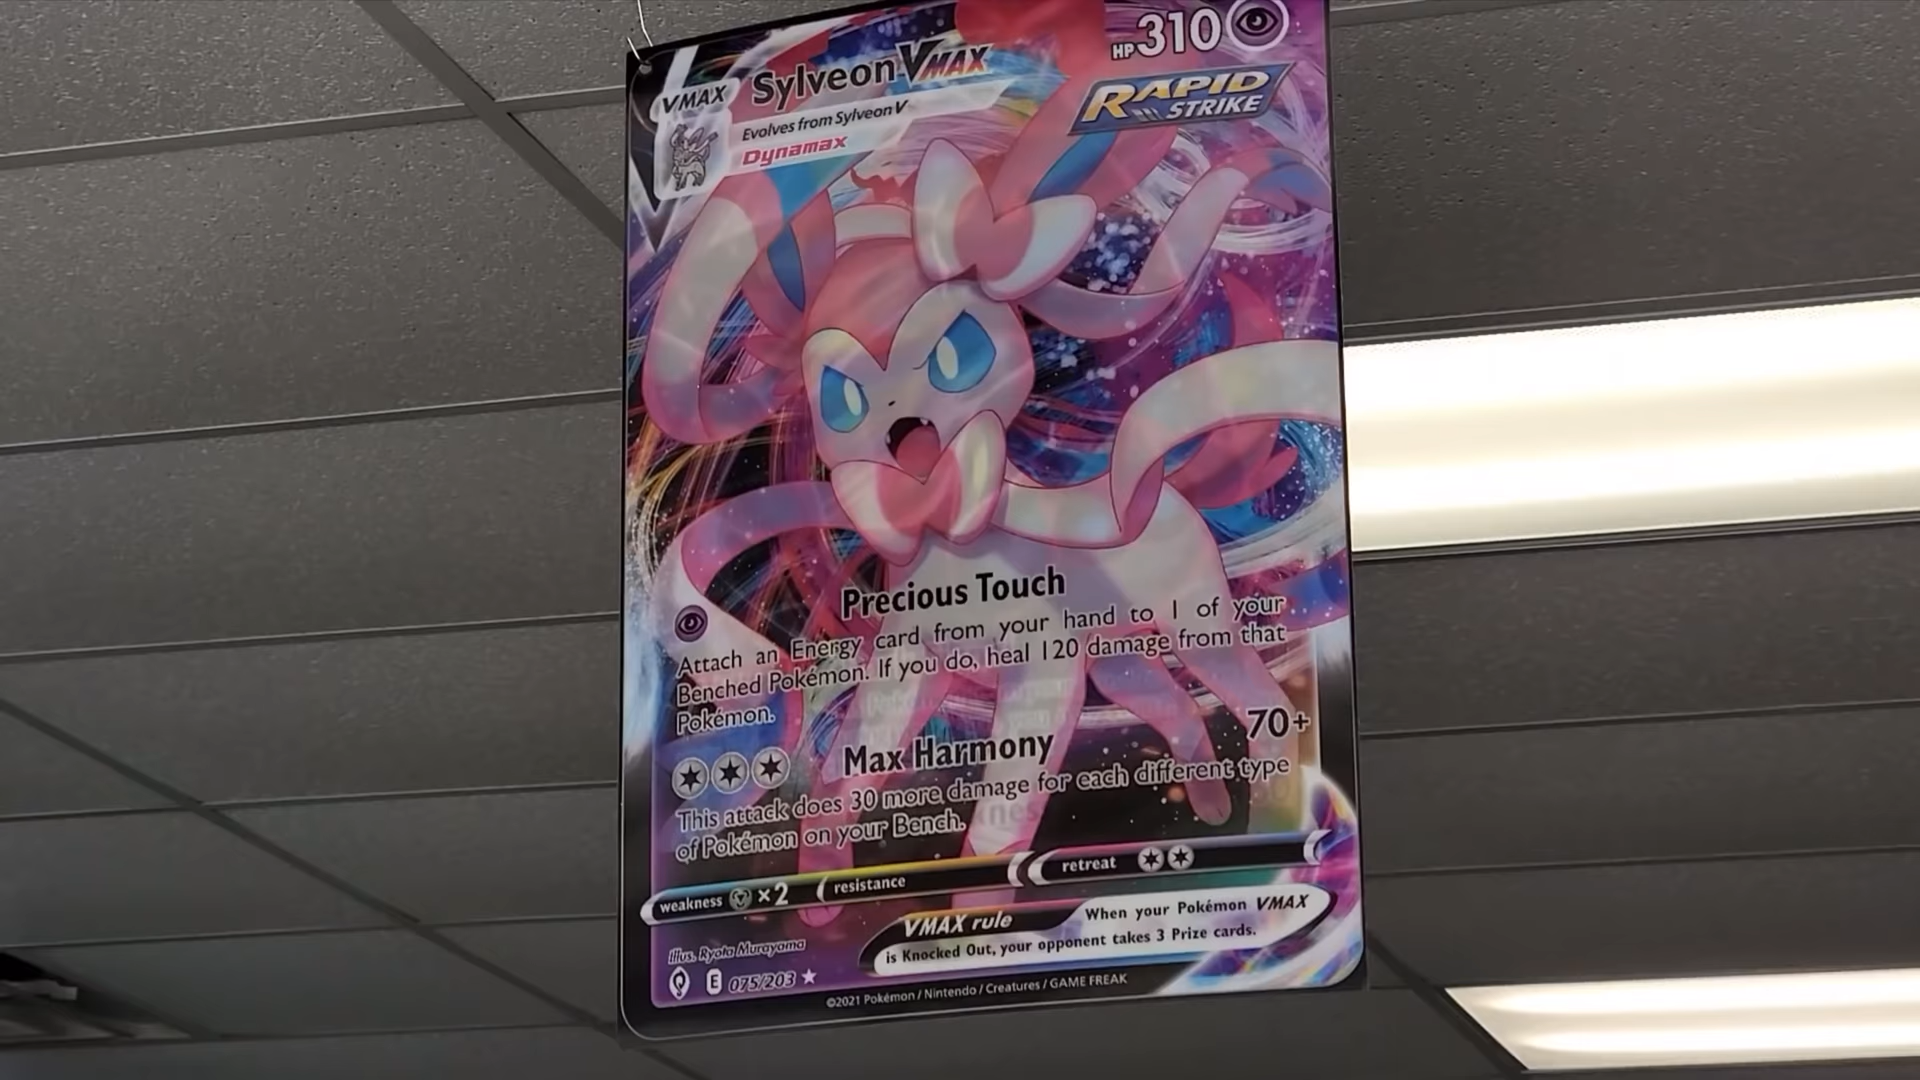 VMAX Sylveon VMAX HP 310
Evolves from Sylveon V
Dynamax
RAPID
STRIKE
Precious Touch
Attach an Energy card from your hand to 1 of your
Benched Pokémon. If you do, heal 120 damage from that
Pokémon.
Max Harmony 70+
This attack does 30 more damage for each different type
of Pokémon on your Bench.
weakness ×2 resistance retreat
VMAX rule When your Pokémon VMAX
is Knocked Out, your opponent takes 3 Prize cards.
Illus. Ryota Murayama
E 075/203
©2021 Pokémon / Nintendo / Creatures / GAME FREAK